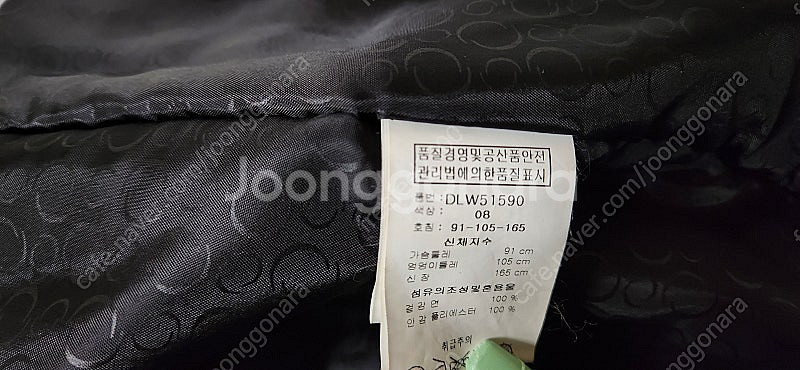 Joonggonara
cafe.naver.com/joonggonara
품질경영및공산품안전
관리법에의한품질표시
품번 : DLW51590
색상 : 08
호칭 : 91-105-165
신체지수
가슴둘레 91 cm
엉덩이둘레 105 cm
신장 165 cm
섬유의조성및혼용율
겉감 면 100 %
안감 폴리에스터 100 %
취급주의